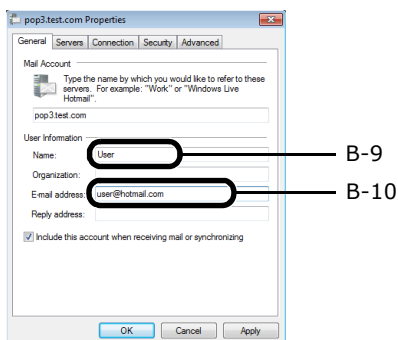 pop3.test.com Properties
General Servers Connection Security Advanced
Mail Account
Type the name by which you would like to refer to these
servers. For example: "Work" or "Windows Live
Hotmail".
pop3.test.com
User Information
Name: User B-9
Organization:
E-mail address: user@hotmail.com B-10
Reply address:
Include this account when receiving mail or synchronizing
OK Cancel Apply